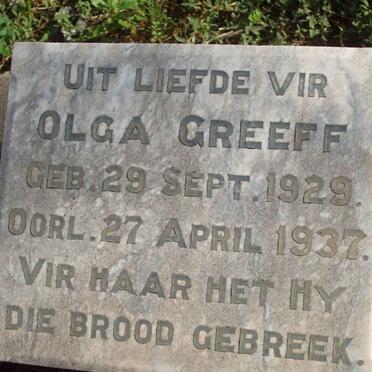 UIT LIEFDE VIR
OLGA GREEFF
GEB. 29 SEPT. 1929.
OORL. 27 APRIL 1937.
VIR HAAR HET HY
DIE BROOD GEBREEK.